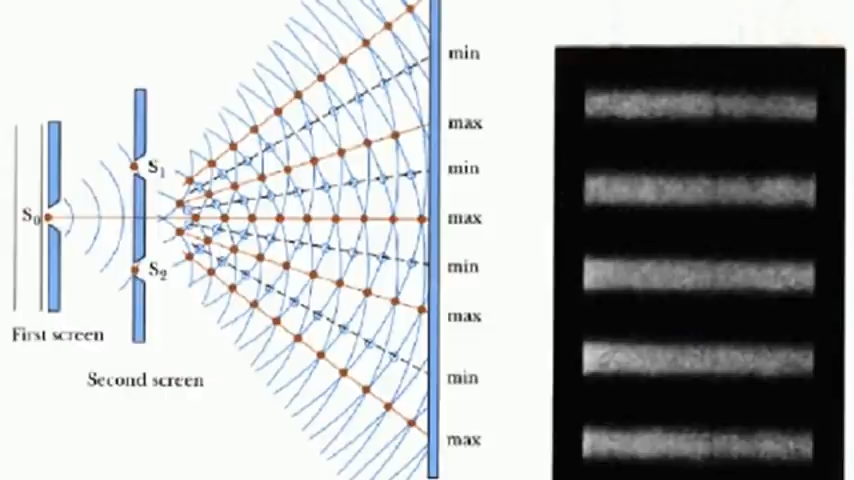 min
max
S1
min
S0
max
S2
min
max
First screen
min
Second screen
max